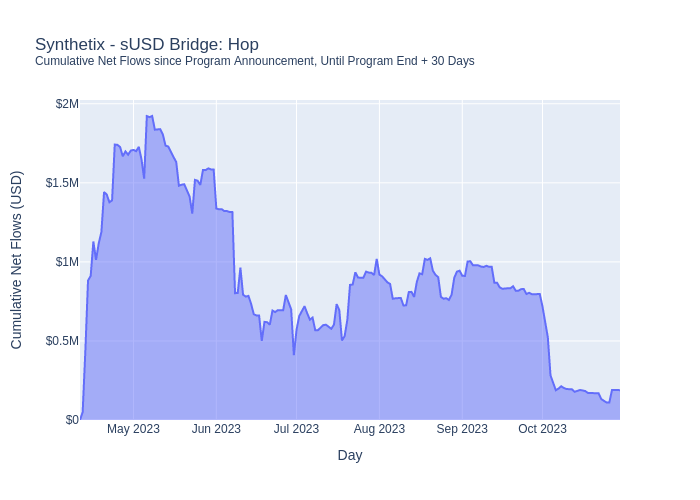 Synthetix - sUSD Bridge: Hop
Cumulative Net Flows since Program Announcement, Until Program End + 30 Days
Cumulative Net Flows (USD)
$2M
$1.5M
$1M
$0.5M
$0
May 2023
Jun 2023
Jul 2023
Aug 2023
Sep 2023
Oct 2023
Day